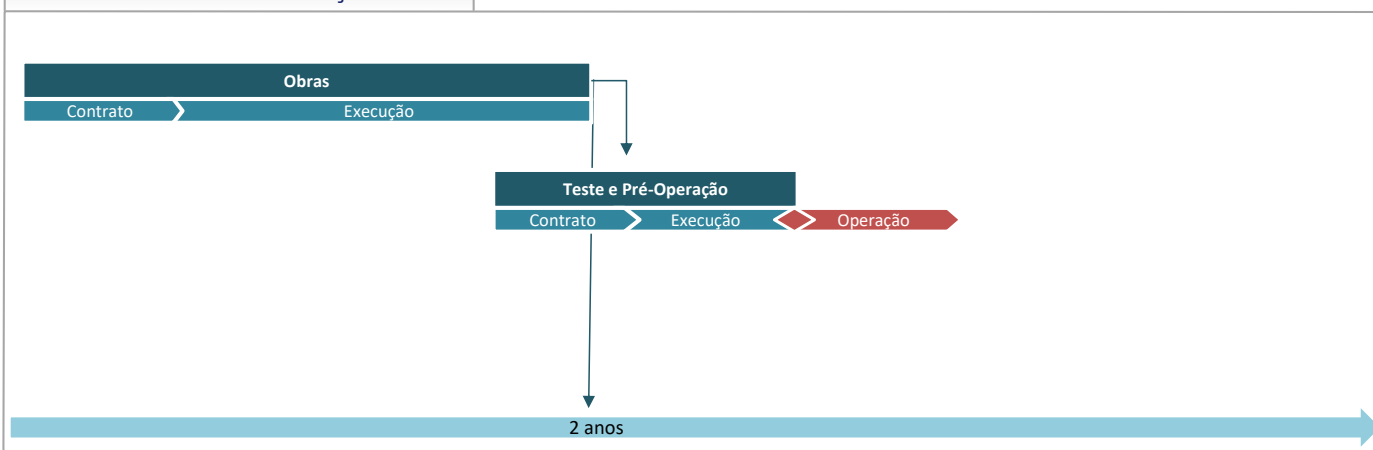 Obras
Contrato Execução
Teste e Pré-Operação
Contrato Execução Operação
2 anos